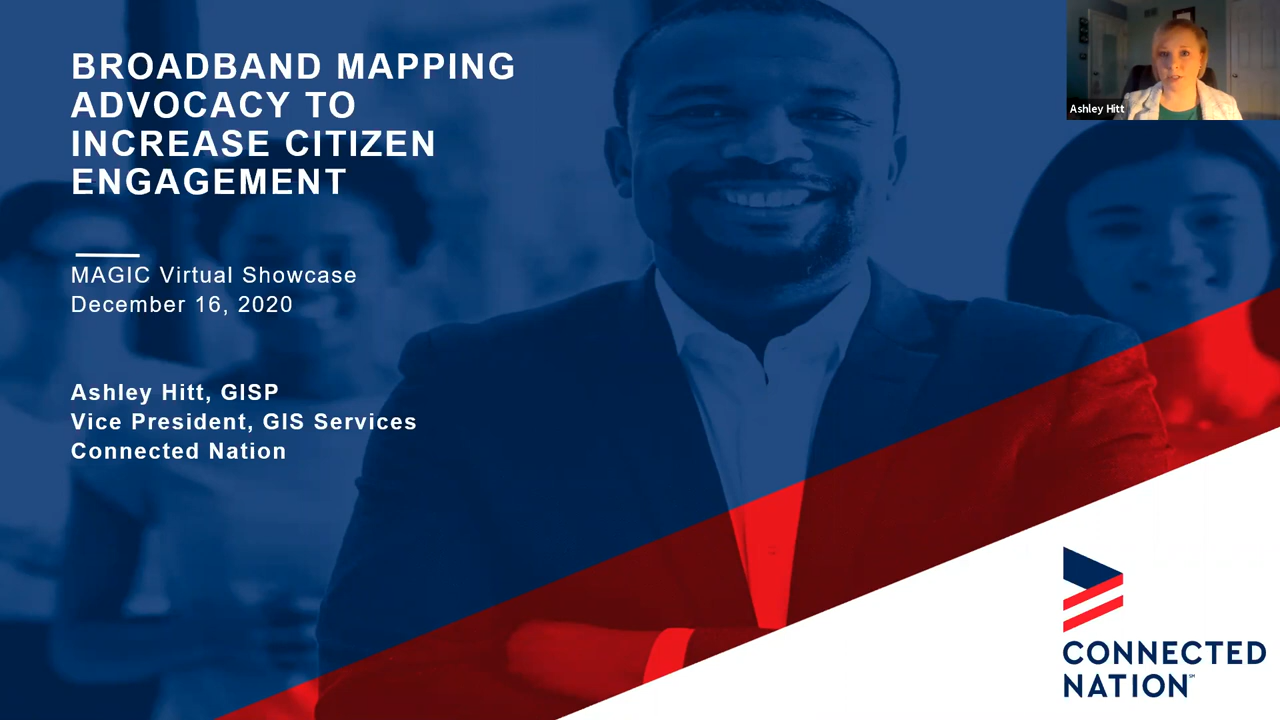 BROADBAND MAPPING
ADVOCACY TO
INCREASE CITIZEN
ENGAGEMENT
MAGIC Virtual Showcase
December 16, 2020
Ashley Hitt, GISP
Vice President, GIS Services
Connected Nation
Ashley Hitt
CONNECTED
NATION℠